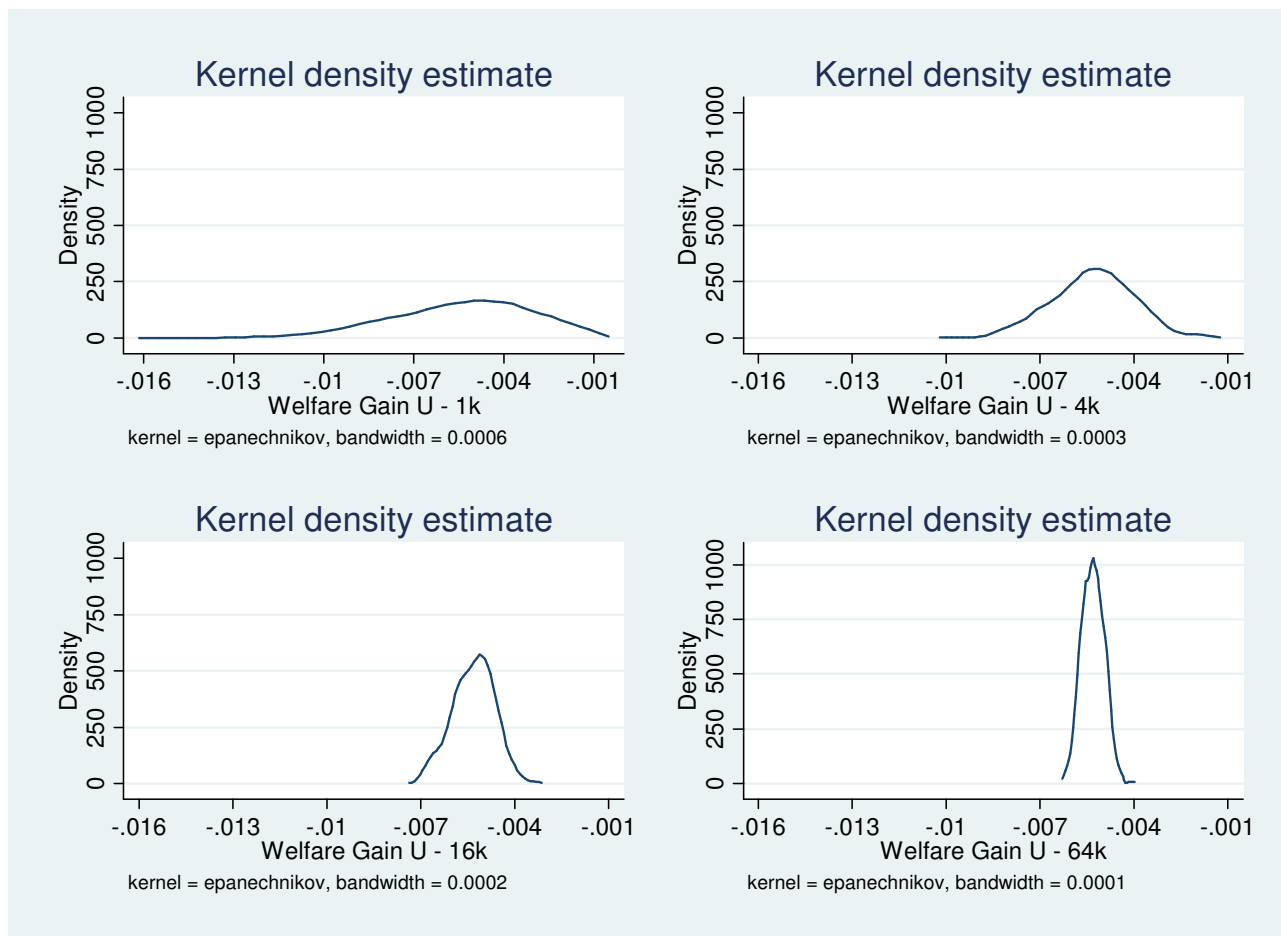 Kernel density estimate
Density
1000
750
500
250
0
-.016 -.013 -.01 -.007 -.004 -.001
Welfare Gain U - 1k
kernel = epanechnikov, bandwidth = 0.0006
Kernel density estimate
Density
1000
750
500
250
0
-.016 -.013 -.01 -.007 -.004 -.001
Welfare Gain U - 4k
kernel = epanechnikov, bandwidth = 0.0003
Kernel density estimate
Density
1000
750
500
250
0
-.016 -.013 -.01 -.007 -.004 -.001
Welfare Gain U - 16k
kernel = epanechnikov, bandwidth = 0.0002
Kernel density estimate
Density
1000
750
500
250
0
-.016 -.013 -.01 -.007 -.004 -.001
Welfare Gain U - 64k
kernel = epanechnikov, bandwidth = 0.0001